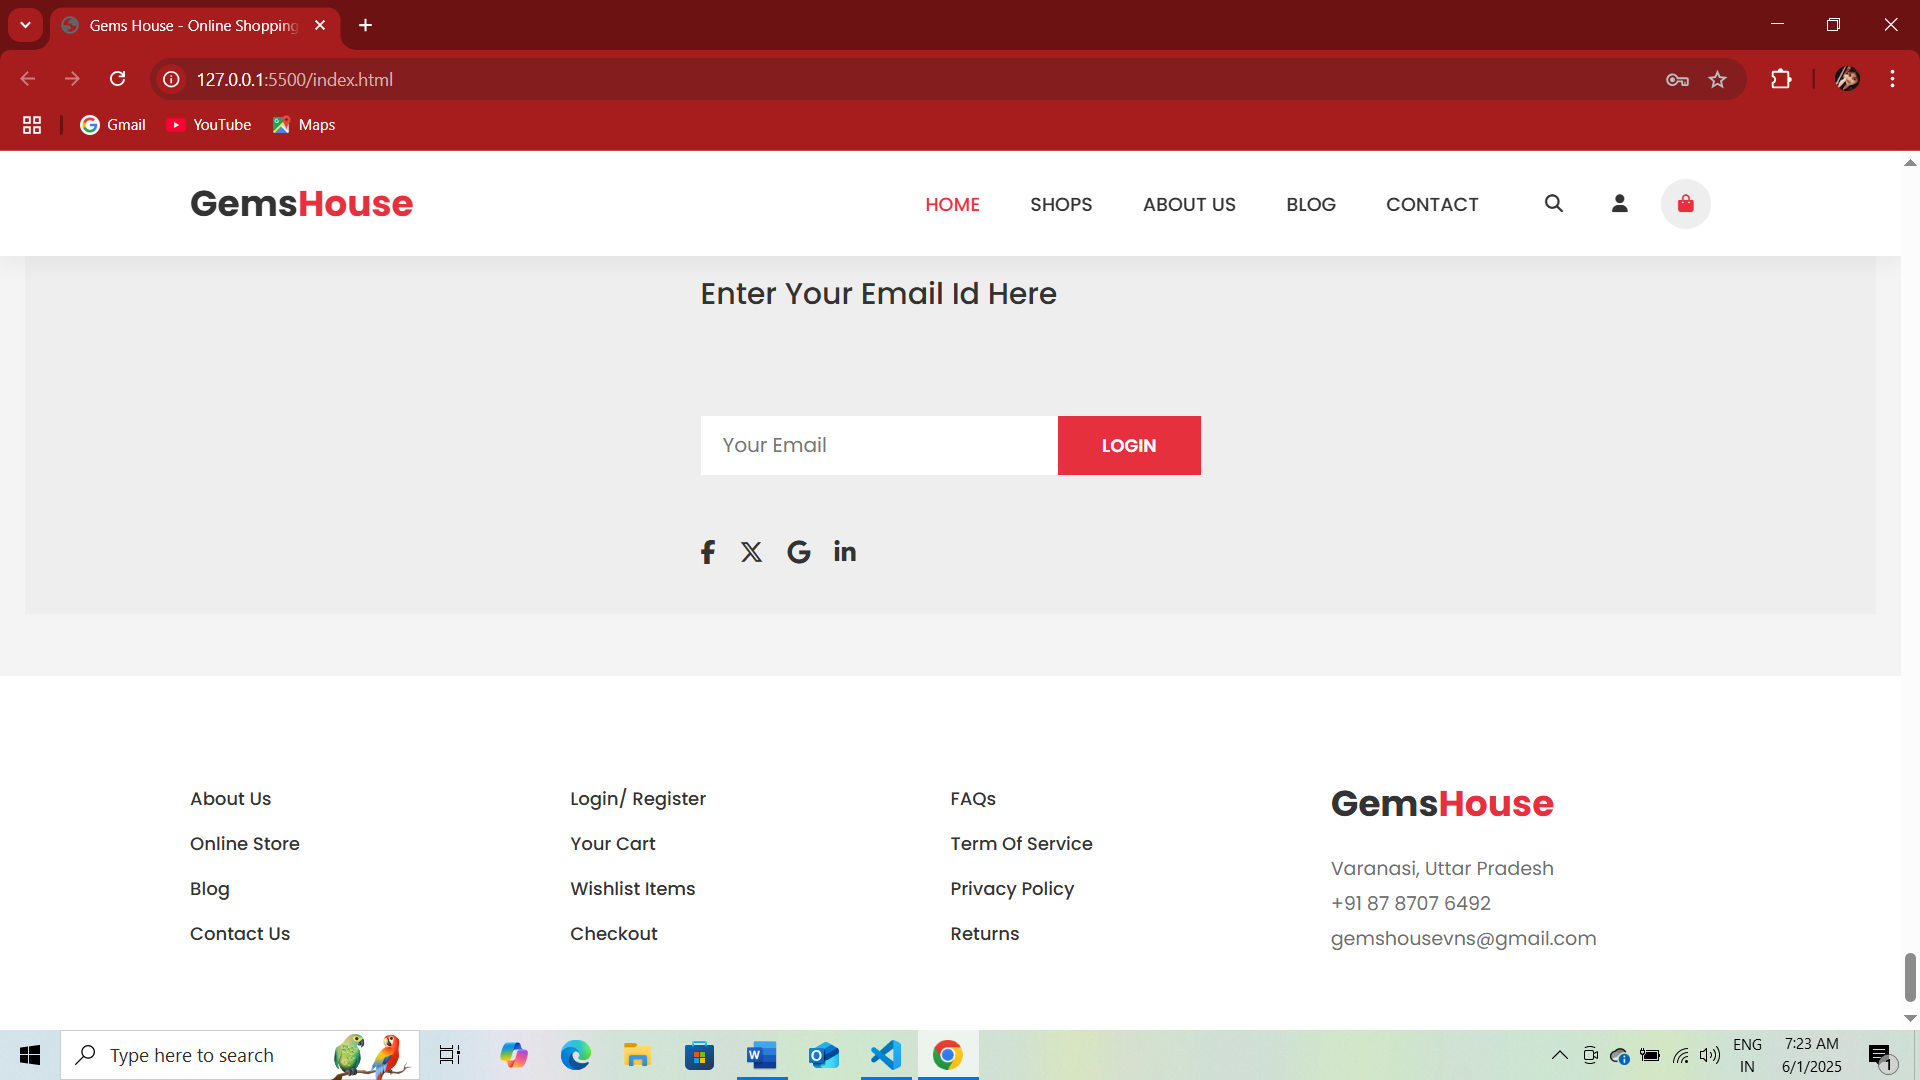 Gems House - Online Shopping
127.0.0.1:5500/index.html
Gmail YouTube Maps
GemsHouse HOME SHOPS ABOUT US BLOG CONTACT
Enter Your Email Id Here
Your Email LOGIN
About Us Login/ Register FAQs GemsHouse
Online Store Your Cart Term Of Service
Varanasi, Uttar Pradesh
Blog Wishlist Items Privacy Policy
+91 87 8707 6492
Contact Us Checkout Returns
gemshousevns@gmail.com
Type here to search
ENG 7:23 AM
IN 6/1/2025
1